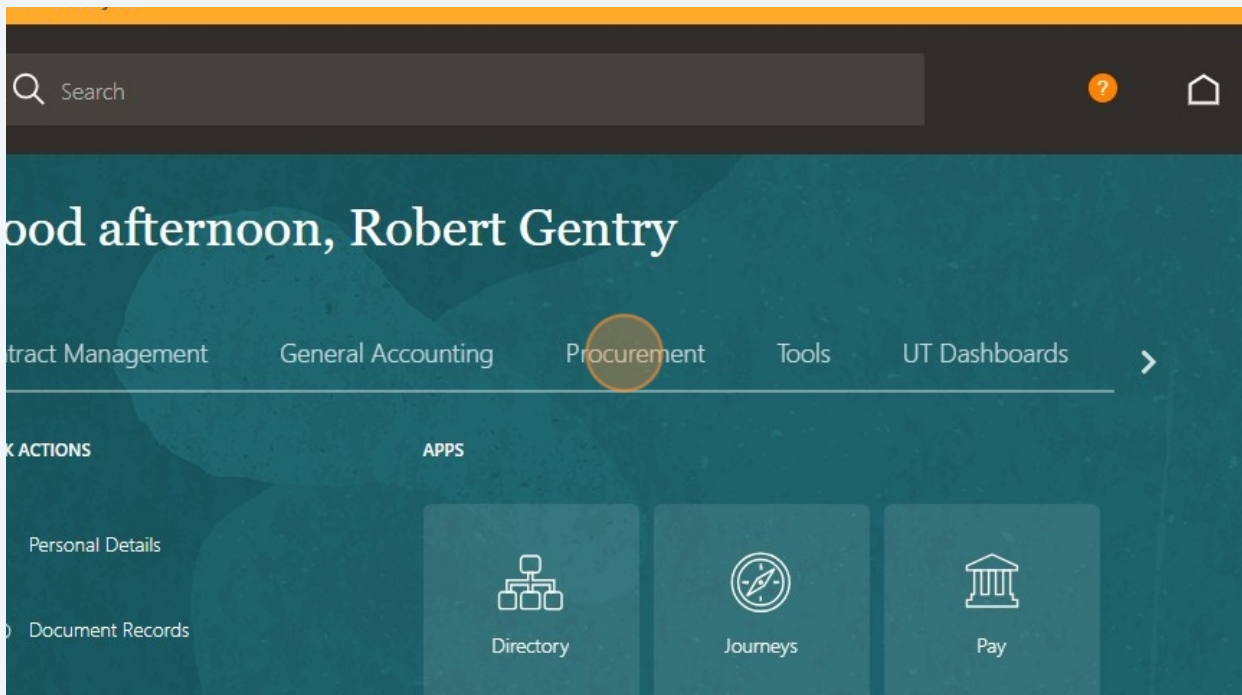 Search
?
ood afternoon, Robert Gentry
tract Management General Accounting Procurement Tools UT Dashboards
K ACTIONS APPS
Personal Details
Document Records
Directory Journeys Pay